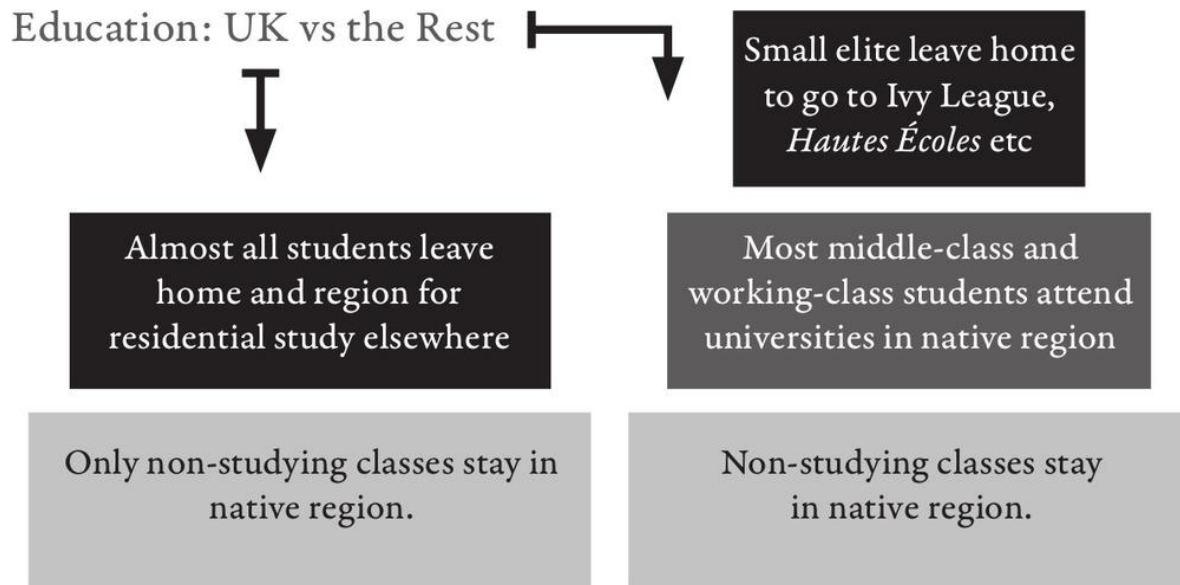 Education: UK vs the Rest
Small elite leave home
to go to Ivy League,
Hautes Écoles etc
Almost all students leave
home and region for
residential study elsewhere
Most middle-class and
working-class students attend
universities in native region
Only non-studying classes stay in
native region.
Non-studying classes stay
in native region.